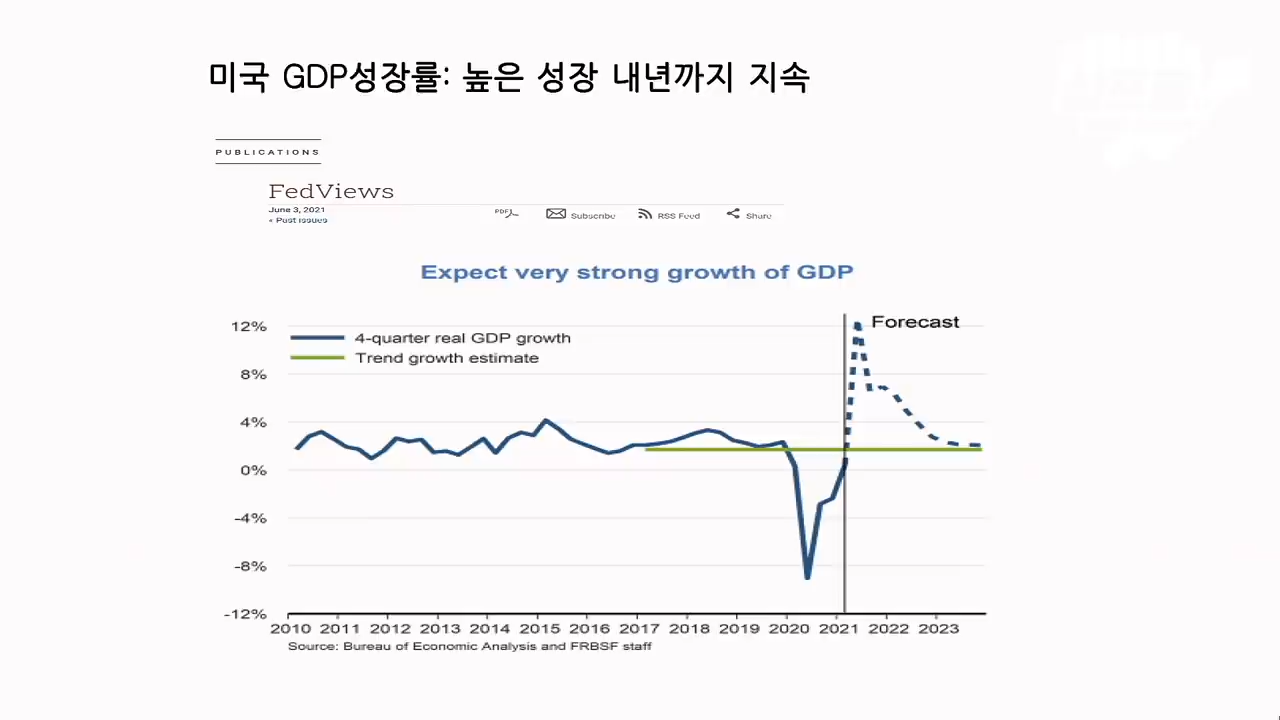 미국 GDP성장률: 높은 성장 내년까지 지속
PUBLICATIONS
FedViews
June 3, 2021
« Past Issues
PDF
Subscribe
RSS Feed
Share
Expect very strong growth of GDP
Forecast
4-quarter real GDP growth
Trend growth estimate
12%
8%
4%
0%
-4%
-8%
-12%
2010 2011 2012 2013 2014 2015 2016 2017 2018 2019 2020 2021 2022 2023
Source: Bureau of Economic Analysis and FRBSF staff